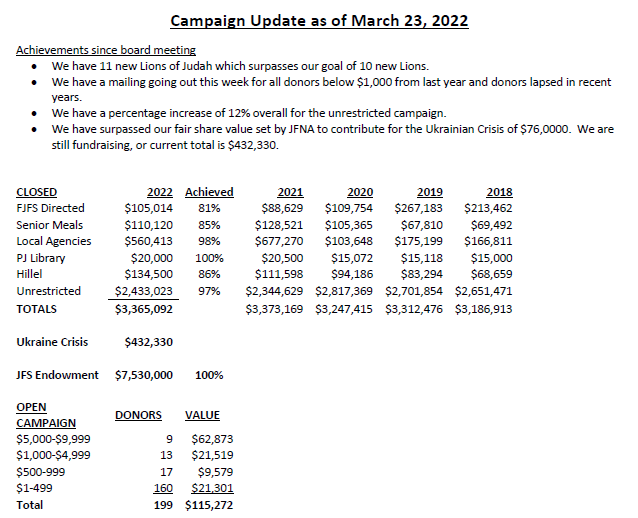 Campaign Update as of March 23, 2022
Achievements since board meeting
• We have 11 new Lions of Judah which surpasses our goal of 10 new Lions.
• We have a mailing going out this week for all donors below $1,000 from last year and donors lapsed in recent
years.
• We have a percentage increase of 12% overall for the unrestricted campaign.
• We have surpassed our fair share value set by JFNA to contribute for the Ukrainian Crisis of $76,0000. We are
still fundraising, or current total is $432,330.
CLOSED 2022 Achieved 2021 2020 2019 2018
FJFS Directed $105,014 81% $88,629 $109,754 $267,183 $213,462
Senior Meals $110,120 85% $128,521 $105,365 $67,810 $69,492
Local Agencies $560,413 98% $677,270 $103,648 $175,199 $166,811
PJ Library $20,000 100% $20,500 $15,072 $15,118 $15,000
Hillel $134,500 86% $111,598 $94,186 $83,294 $68,659
Unrestricted $2,433,023 97% $2,344,629 $2,817,369 $2,701,854 $2,651,471
TOTALS $3,365,092 $3,373,169 $3,247,415 $3,312,476 $3,186,913
Ukraine Crisis $432,330
JFS Endowment $7,530,000 100%
OPEN
CAMPAIGN DONORS VALUE
$5,000-$9,999 9 $62,873
$1,000-$4,999 13 $21,519
$500-999 17 $9,579
$1-499 160 $21,301
Total 199 $115,272